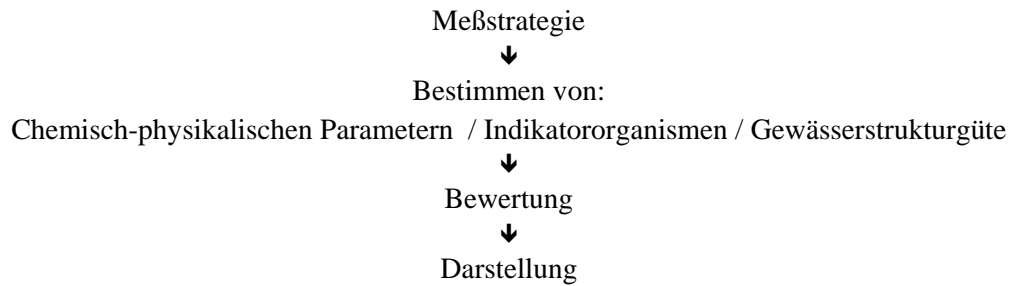 Meßstrategie
🡻
Bestimmen von:
Chemisch-physikalischen Parametern / Indikatororganismen / Gewässerstrukturgüte
🡻
Bewertung
🡻
Darstellung